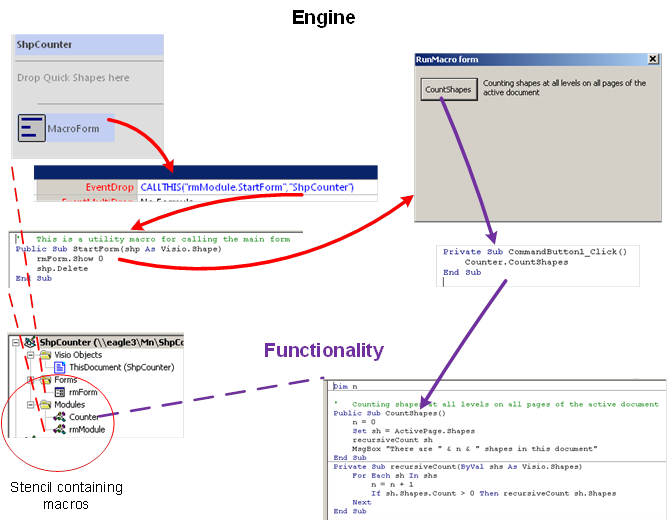 Engine
ShpCounter
Drop Quick Shapes here
MacroForm
RunMacro form
CountShapes
Counting shapes at all levels on all pages of the
active document
EventDrop
CALLTHIS("rmModule.StartForm","ShpCounter")
EventMultiDrop
No Formula
' This is a utility macro for calling the main form
Public Sub StartForm(shp As Visio.Shape)
rmForm.Show 0
shp.Delete
End Sub
Private Sub CommandButton1_Click()
Counter.CountShapes
End Sub
ShpCounter (\\eagle3\Mn\ShpCo
Visio Objects
ThisDocument (ShpCounter)
Forms
rmForm
Modules
Counter
rmModule
Stencil containing
macros
Functionality
Dim n
' Counting shapes at all levels on all pages of the active document
Public Sub CountShapes()
n = 0
Set sh = ActivePage.Shapes
recursiveCount sh
MsgBox "There are " & n & " shapes in this document"
End Sub
Private Sub recursiveCount(ByVal shs As Visio.Shapes)
For Each sh In shs
n = n + 1
If sh.Shapes.Count > 0 Then recursiveCount sh.Shapes
Next
End Sub